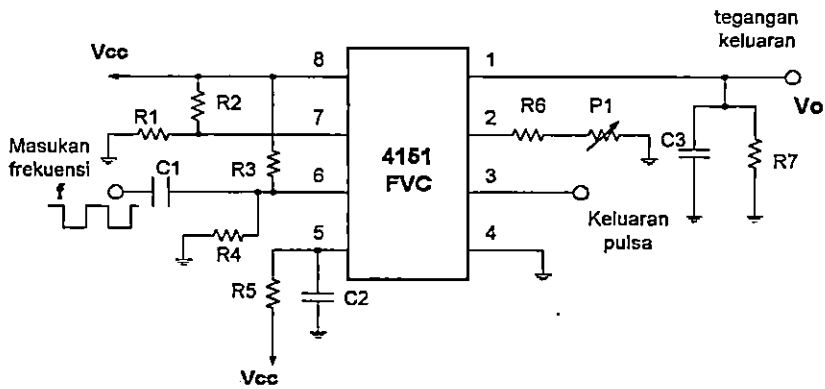 tegangan
keluaran
Vcc
8
1
Vo
R1
R2
7
2
R6
P1
Masukan
frekuensi
f
C1
R3
6
4151
FVC
3
C3
R7
Keluaran
pulsa
R4
5
4
R5
C2
Vcc